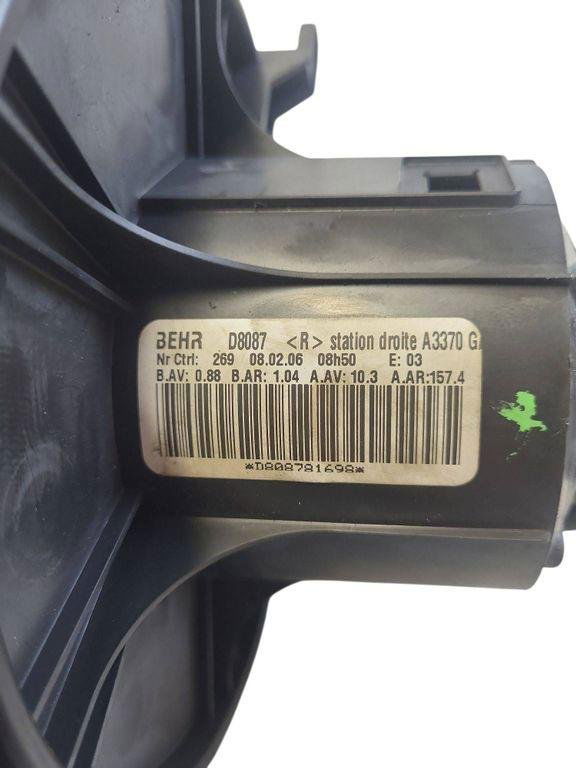 BEHR D8087 <R> station droite A3370
Nr Ctrl: 269 08.02.06 08h50 E: 03
B.AV: 0.88 B.AR: 1.04 A.AV: 10.3 A.AR:157.4
*D808781698*